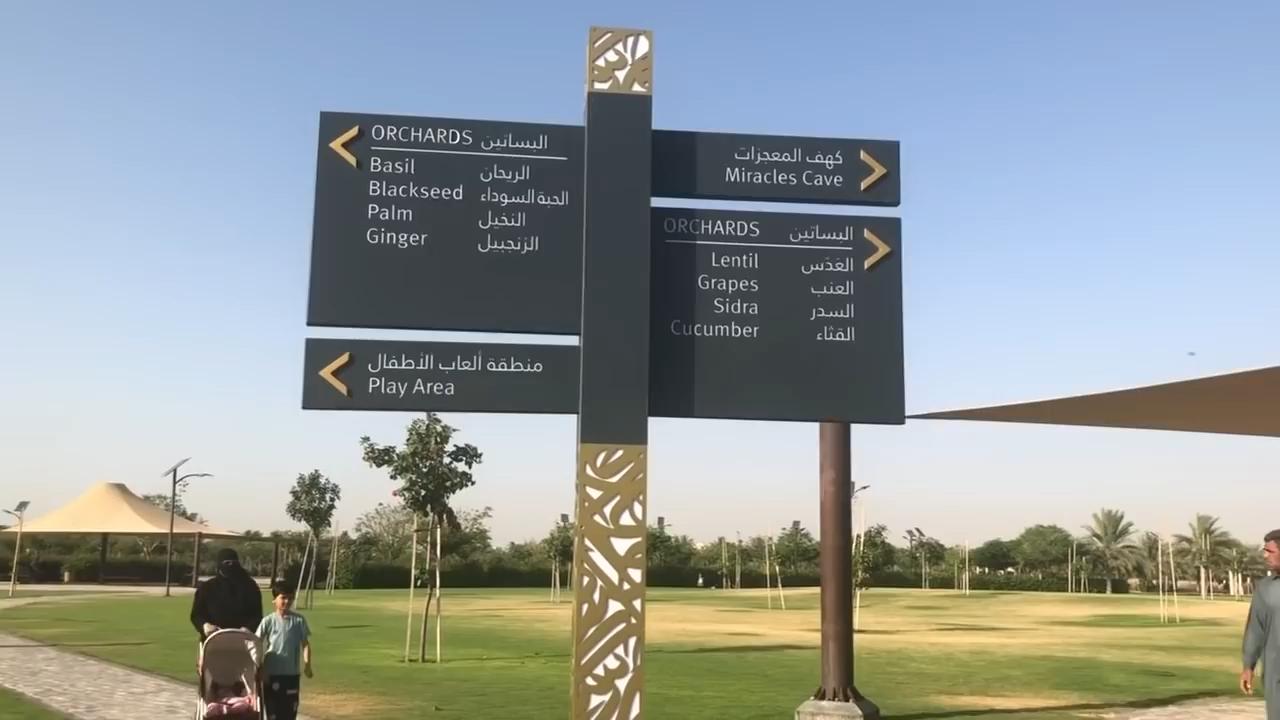 ORCHARDS البساتين
Basil الريحان
Blackseed الحبة السوداء
Palm النخيل
Ginger الزنجبيل
منطقة ألعاب الأطفال
Play Area
كهف المعجزات
Miracles Cave
ORCHARDS البساتين
Lentil العَدَس
Grapes العنب
Sidra السدر
Cucumber القثاء